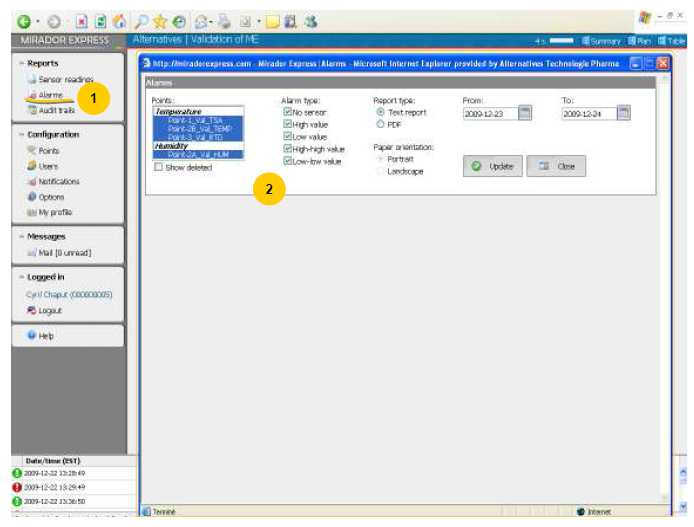 MIRADOR EXPRESS
Alternatives | Validation of ME
4 s
Summary
Plan
Table
Reports
Sensor readings
Alarms
Audit trails
1
Configuration
Points
Users
Notifications
Options
My profile
Messages
Mail [0 unread]
Logged in
Cyril Chaput (000000005)
Logout
Help
http://miradorexpress.com - Mirador Express |Alarms - Microsoft Internet Explorer provided by Alternatives Technologie Pharma
Alarms
Points:
Temperature
Point-1_Val_TSA
Point-2B_Val_TEMP
Point-3_Val_RTD
Humidity
Point-2A_Val_HUM
Show deleted
Alarm type:
No sensor
High value
Low value
High-high value
Low-low value
Report type:
Text report
PDF
Paper orientation:
Portrait
Landscape
From:
2009-12-23
To:
2009-12-24
Update
Close
2
Date/time (EST)
2009-12-22 13:28:49
2009-12-22 13:29:49
2009-12-22 13:36:50
Terminé
Internet